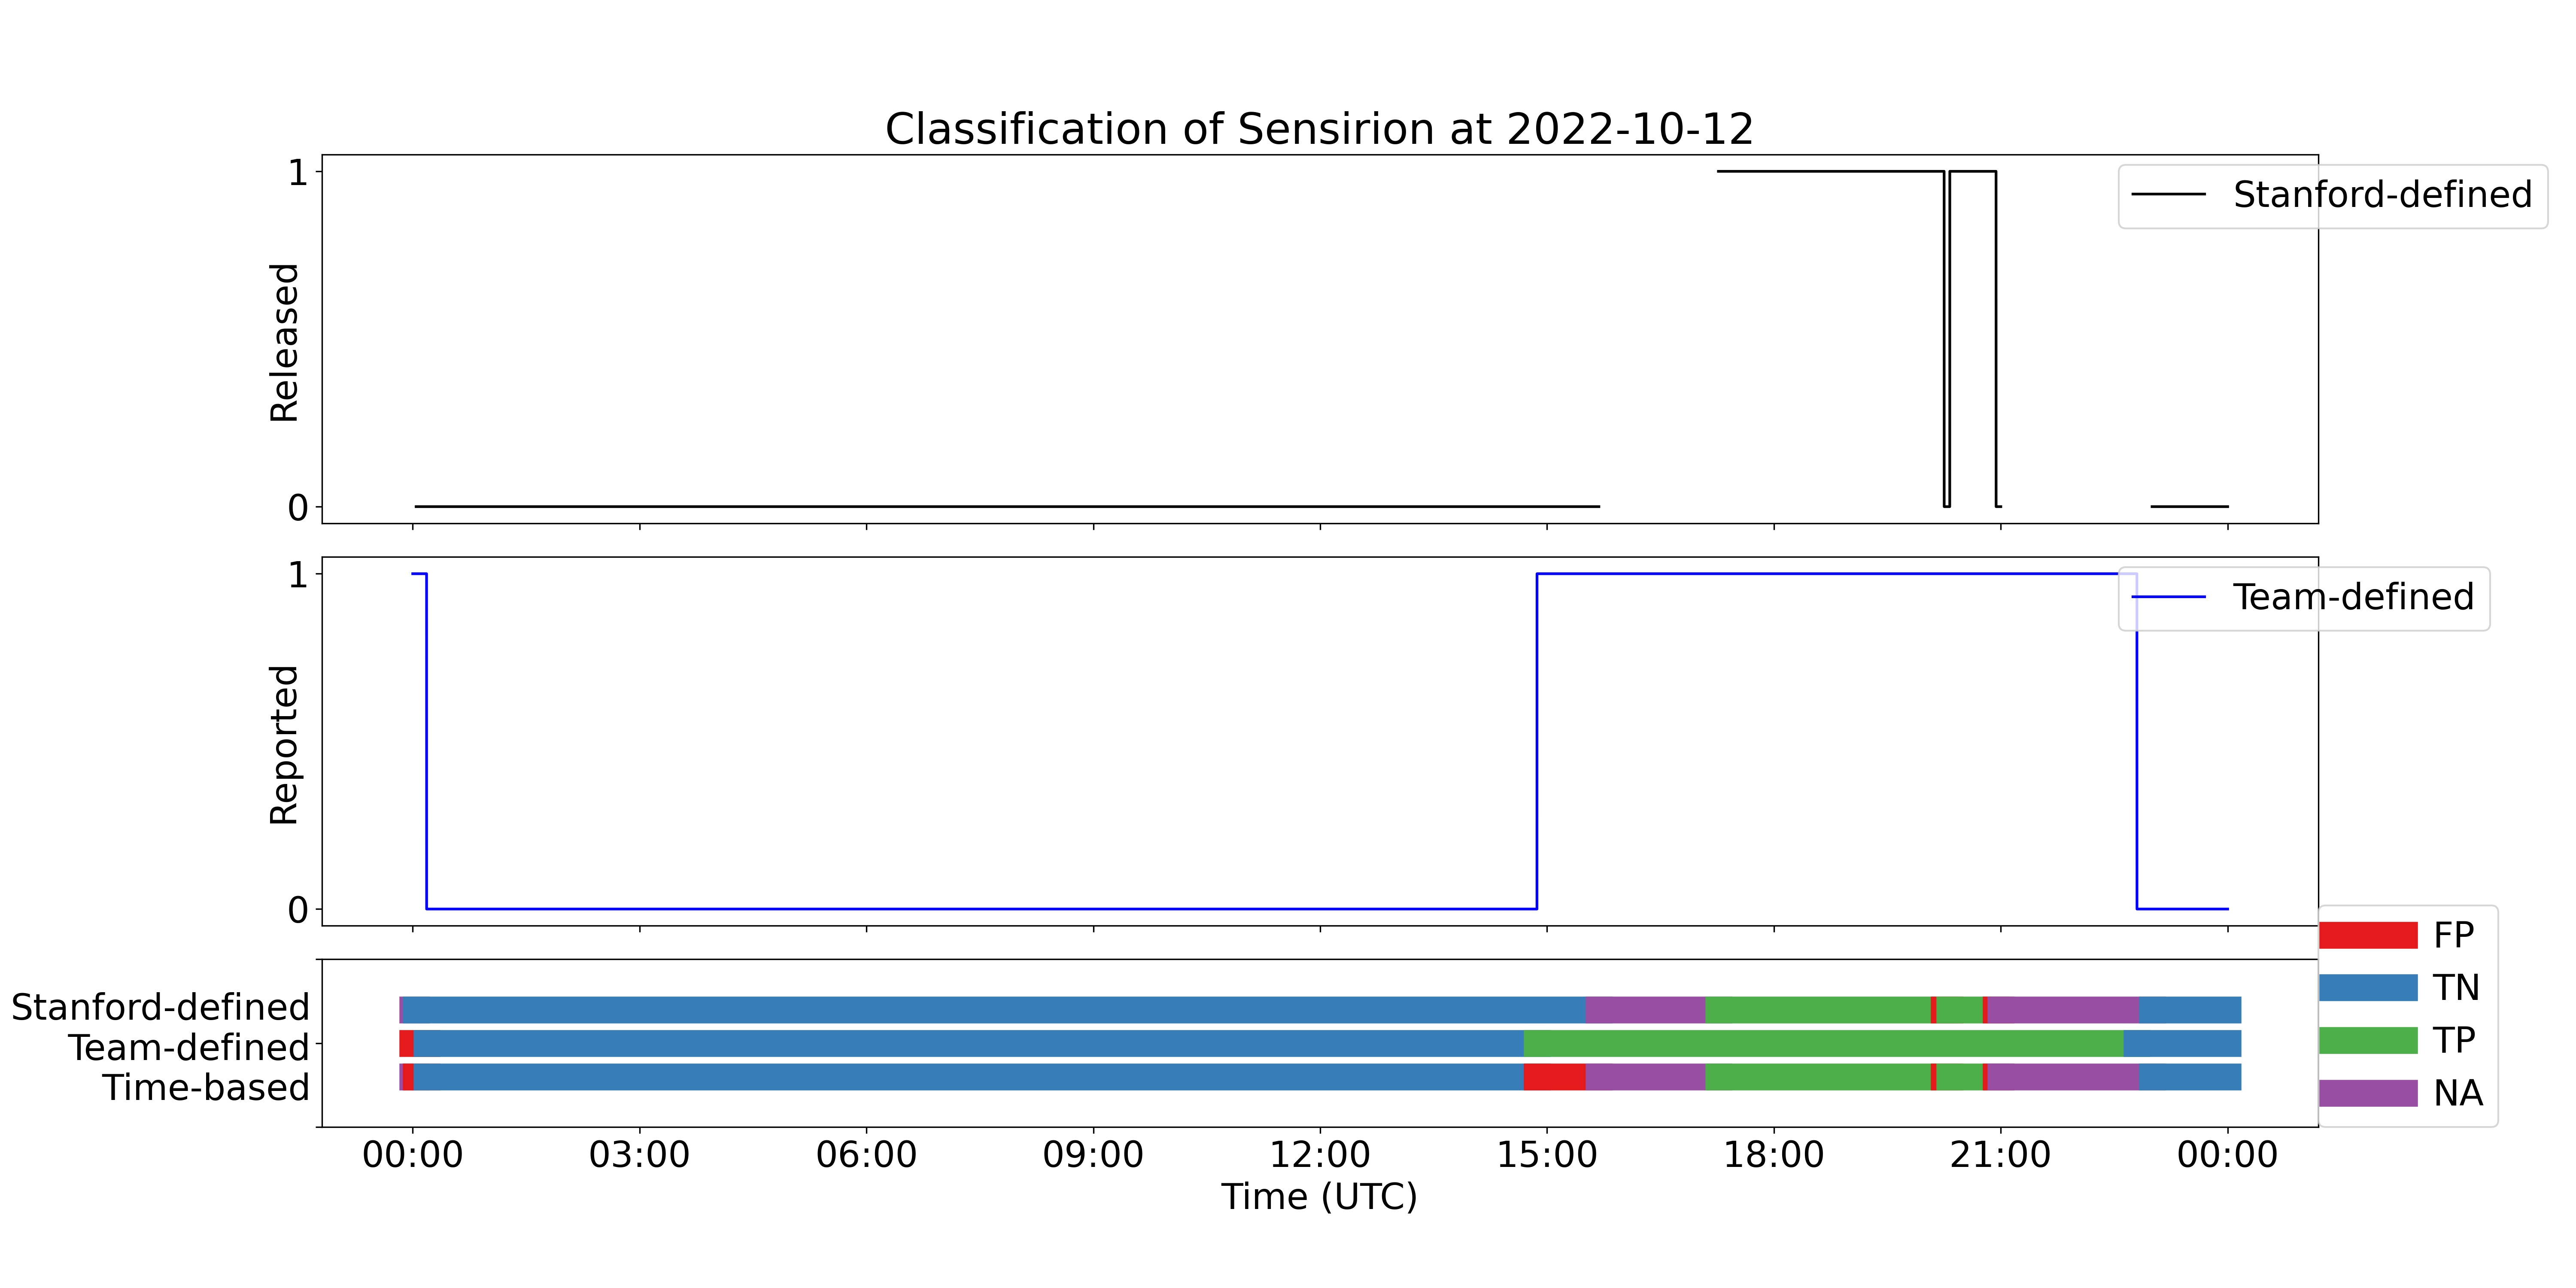 Classification of Sensirion at 2022-10-12
1
Released
0
Stanford-defined
1
Reported
0
Team-defined
Stanford-defined
Team-defined
Time-based
FP
TN
TP
NA
00:00 03:00 06:00 09:00 12:00 15:00 18:00 21:00 00:00
Time (UTC)